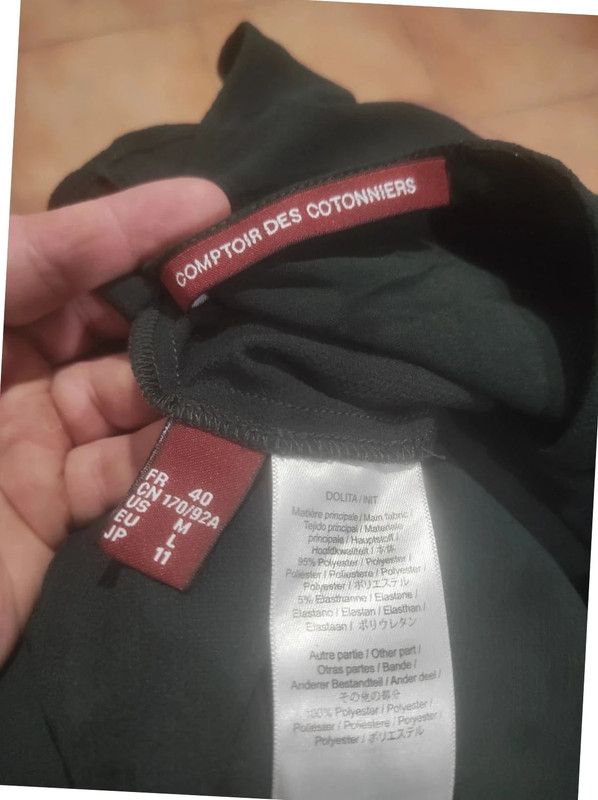 COMPTOIR DES COTONNIERS
FR 40
CN 170/92A
US M
EU L
JP 11
DOLITA / INIT
Matière principale / Main fabric /
Tejido principal / Materiale
principale / Hauptstoff /
Hoofdkwaliteit / 本体
95% Polyester / Polyester /
Poliester / Poliestere / Polyester /
Polyester / ポリエステル
5% Elasthanne / Elastane /
Elastano / Elastan / Elasthan /
Elastaan / ポリウレタン
Autre partie / Other part /
Otras partes / Bande /
Anderer Bestandteil / Ander deel /
その他の部分
100% Polyester / Polyester /
Poliester / Poliestere / Polyester /
Polyester / ポリエステル